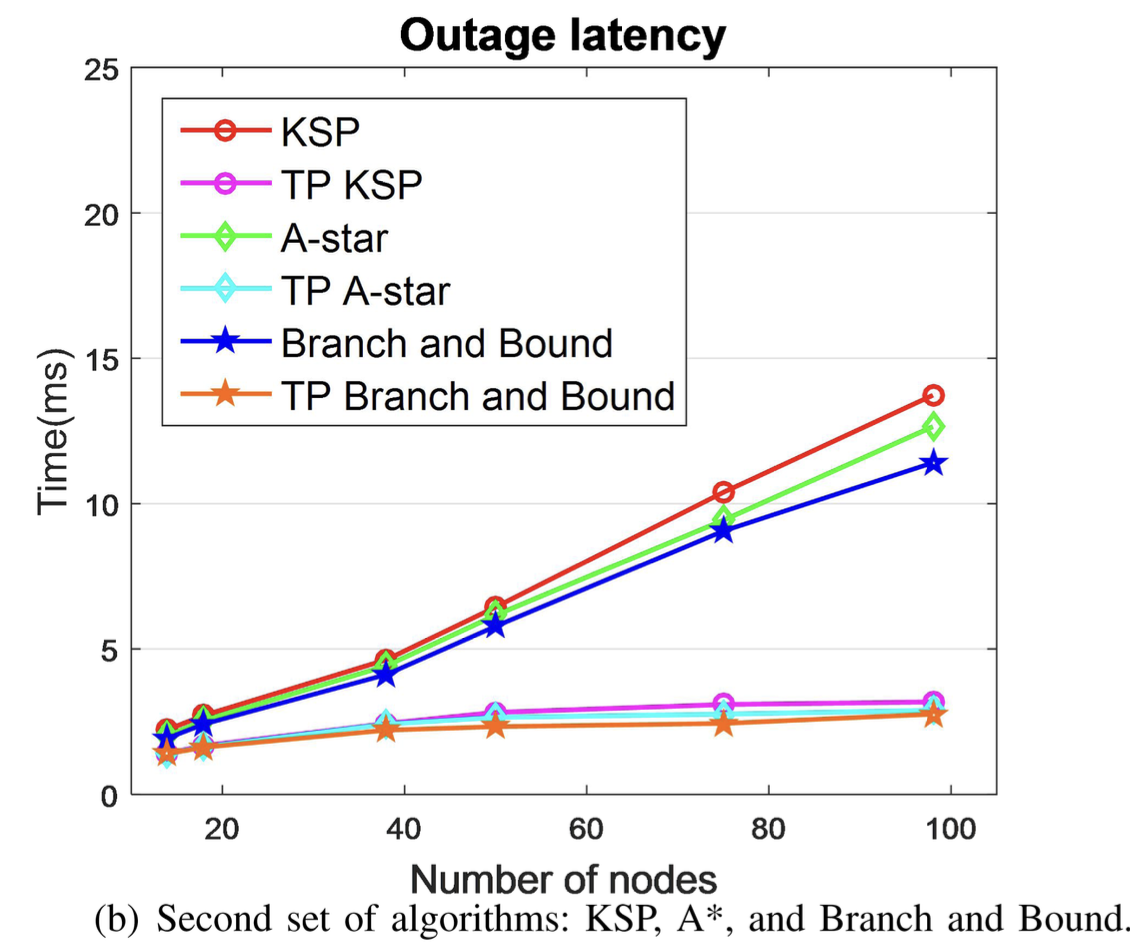 Outage latency
25
20
15
10
5
0
Time(ms)
KSP
TP KSP
A-star
TP A-star
Branch and Bound
TP Branch and Bound
20 40 60 80 100
Number of nodes
(b) Second set of algorithms: KSP, A*, and Branch and Bound.